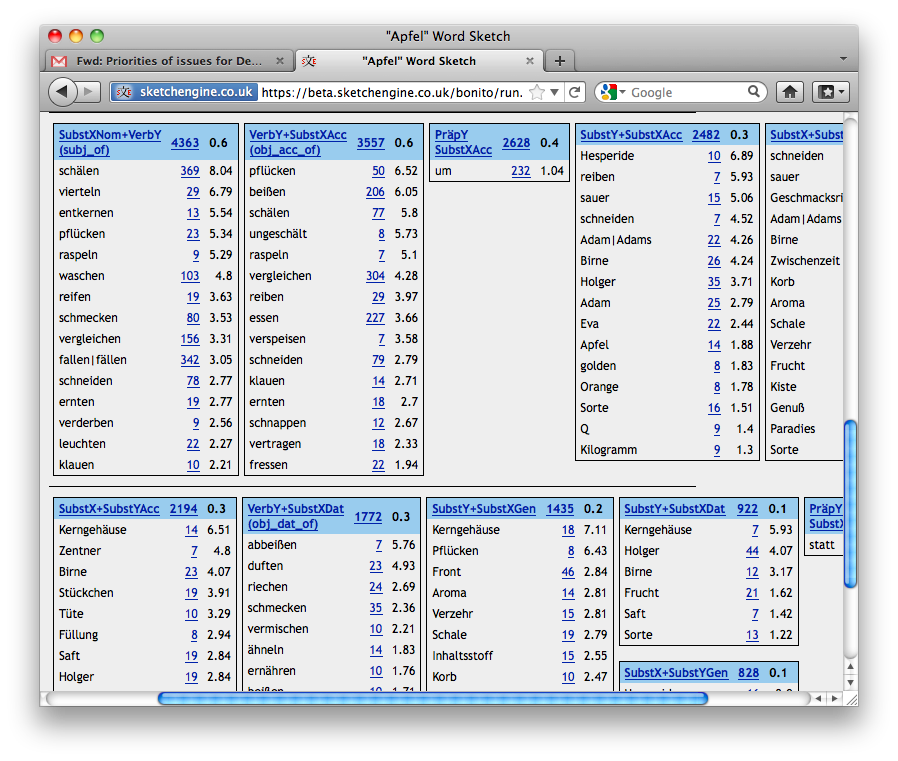 "Apfel" Word Sketch
Fwd: Priorities of issues for De...
"Apfel" Word Sketch
sketchengine.co.uk https://beta.sketchengine.co.uk/bonito/run.
Google
SubstXNom+VerbY (subj_of) 4363 0.6
schälen 369 8.04
vierteln 29 6.79
entkernen 13 5.54
pflücken 23 5.34
raspeln 9 5.29
waschen 103 4.8
reifen 19 3.63
schmecken 80 3.53
vergleichen 156 3.31
fallen|fällen 342 3.05
schneiden 78 2.77
ernten 19 2.77
verderben 9 2.56
leuchten 22 2.27
klauen 10 2.21
VerbY+SubstXAcc (obj_acc_of) 3557 0.6
pflücken 50 6.52
beißen 206 6.05
schälen 77 5.8
ungeschält 8 5.73
raspeln 7 5.1
vergleichen 304 4.28
reiben 29 3.97
essen 227 3.66
verspeisen 7 3.58
schneiden 79 2.79
klauen 14 2.71
ernten 18 2.7
schnappen 12 2.67
vertragen 18 2.33
fressen 22 1.94
PräpY SubstXAcc 2628 0.4
um 232 1.04
SubstY+SubstXAcc 2482 0.3
Hesperide 10 6.89
reiben 7 5.93
sauer 15 5.06
schneiden 7 4.52
Adam|Adams 22 4.26
Birne 26 4.24
Holger 35 3.71
Adam 25 2.79
Eva 22 2.44
Apfel 14 1.88
golden 8 1.83
Orange 8 1.78
Sorte 16 1.51
Q 9 1.4
Kilogramm 9 1.3
SubstX+Subst
schneiden
sauer
Geschmacksri
Adam|Adams
Birne
Zwischenzeit
Korb
Aroma
Schale
Verzehr
Frucht
Kiste
Genuß
Paradies
Sorte
SubstX+SubstYAcc 2194 0.3
Kerngehäuse 14 6.51
Zentner 7 4.8
Birne 23 4.07
Stückchen 19 3.91
Tüte 10 3.29
Füllung 8 2.94
Saft 19 2.84
Holger 19 2.84
VerbY+SubstXDat (obj_dat_of) 1772 0.3
abbeißen 7 5.76
duften 23 4.93
riechen 24 2.69
schmecken 35 2.36
vermischen 10 2.21
ähneln 14 1.83
ernähren 10 1.76
beißen 10 1.71
SubstY+SubstXGen 1435 0.2
Kerngehäuse 18 7.11
Pflücken 8 6.43
Front 46 2.84
Aroma 14 2.81
Verzehr 15 2.81
Schale 19 2.79
Inhaltsstoff 15 2.55
Korb 10 2.47
SubstY+SubstXDat 922 0.1
Kerngehäuse 7 5.93
Holger 44 4.07
Birne 12 3.17
Frucht 21 1.62
Saft 7 1.42
Sorte 13 1.22
SubstX+SubstYGen 828 0.1
PräpY
SubstX
statt